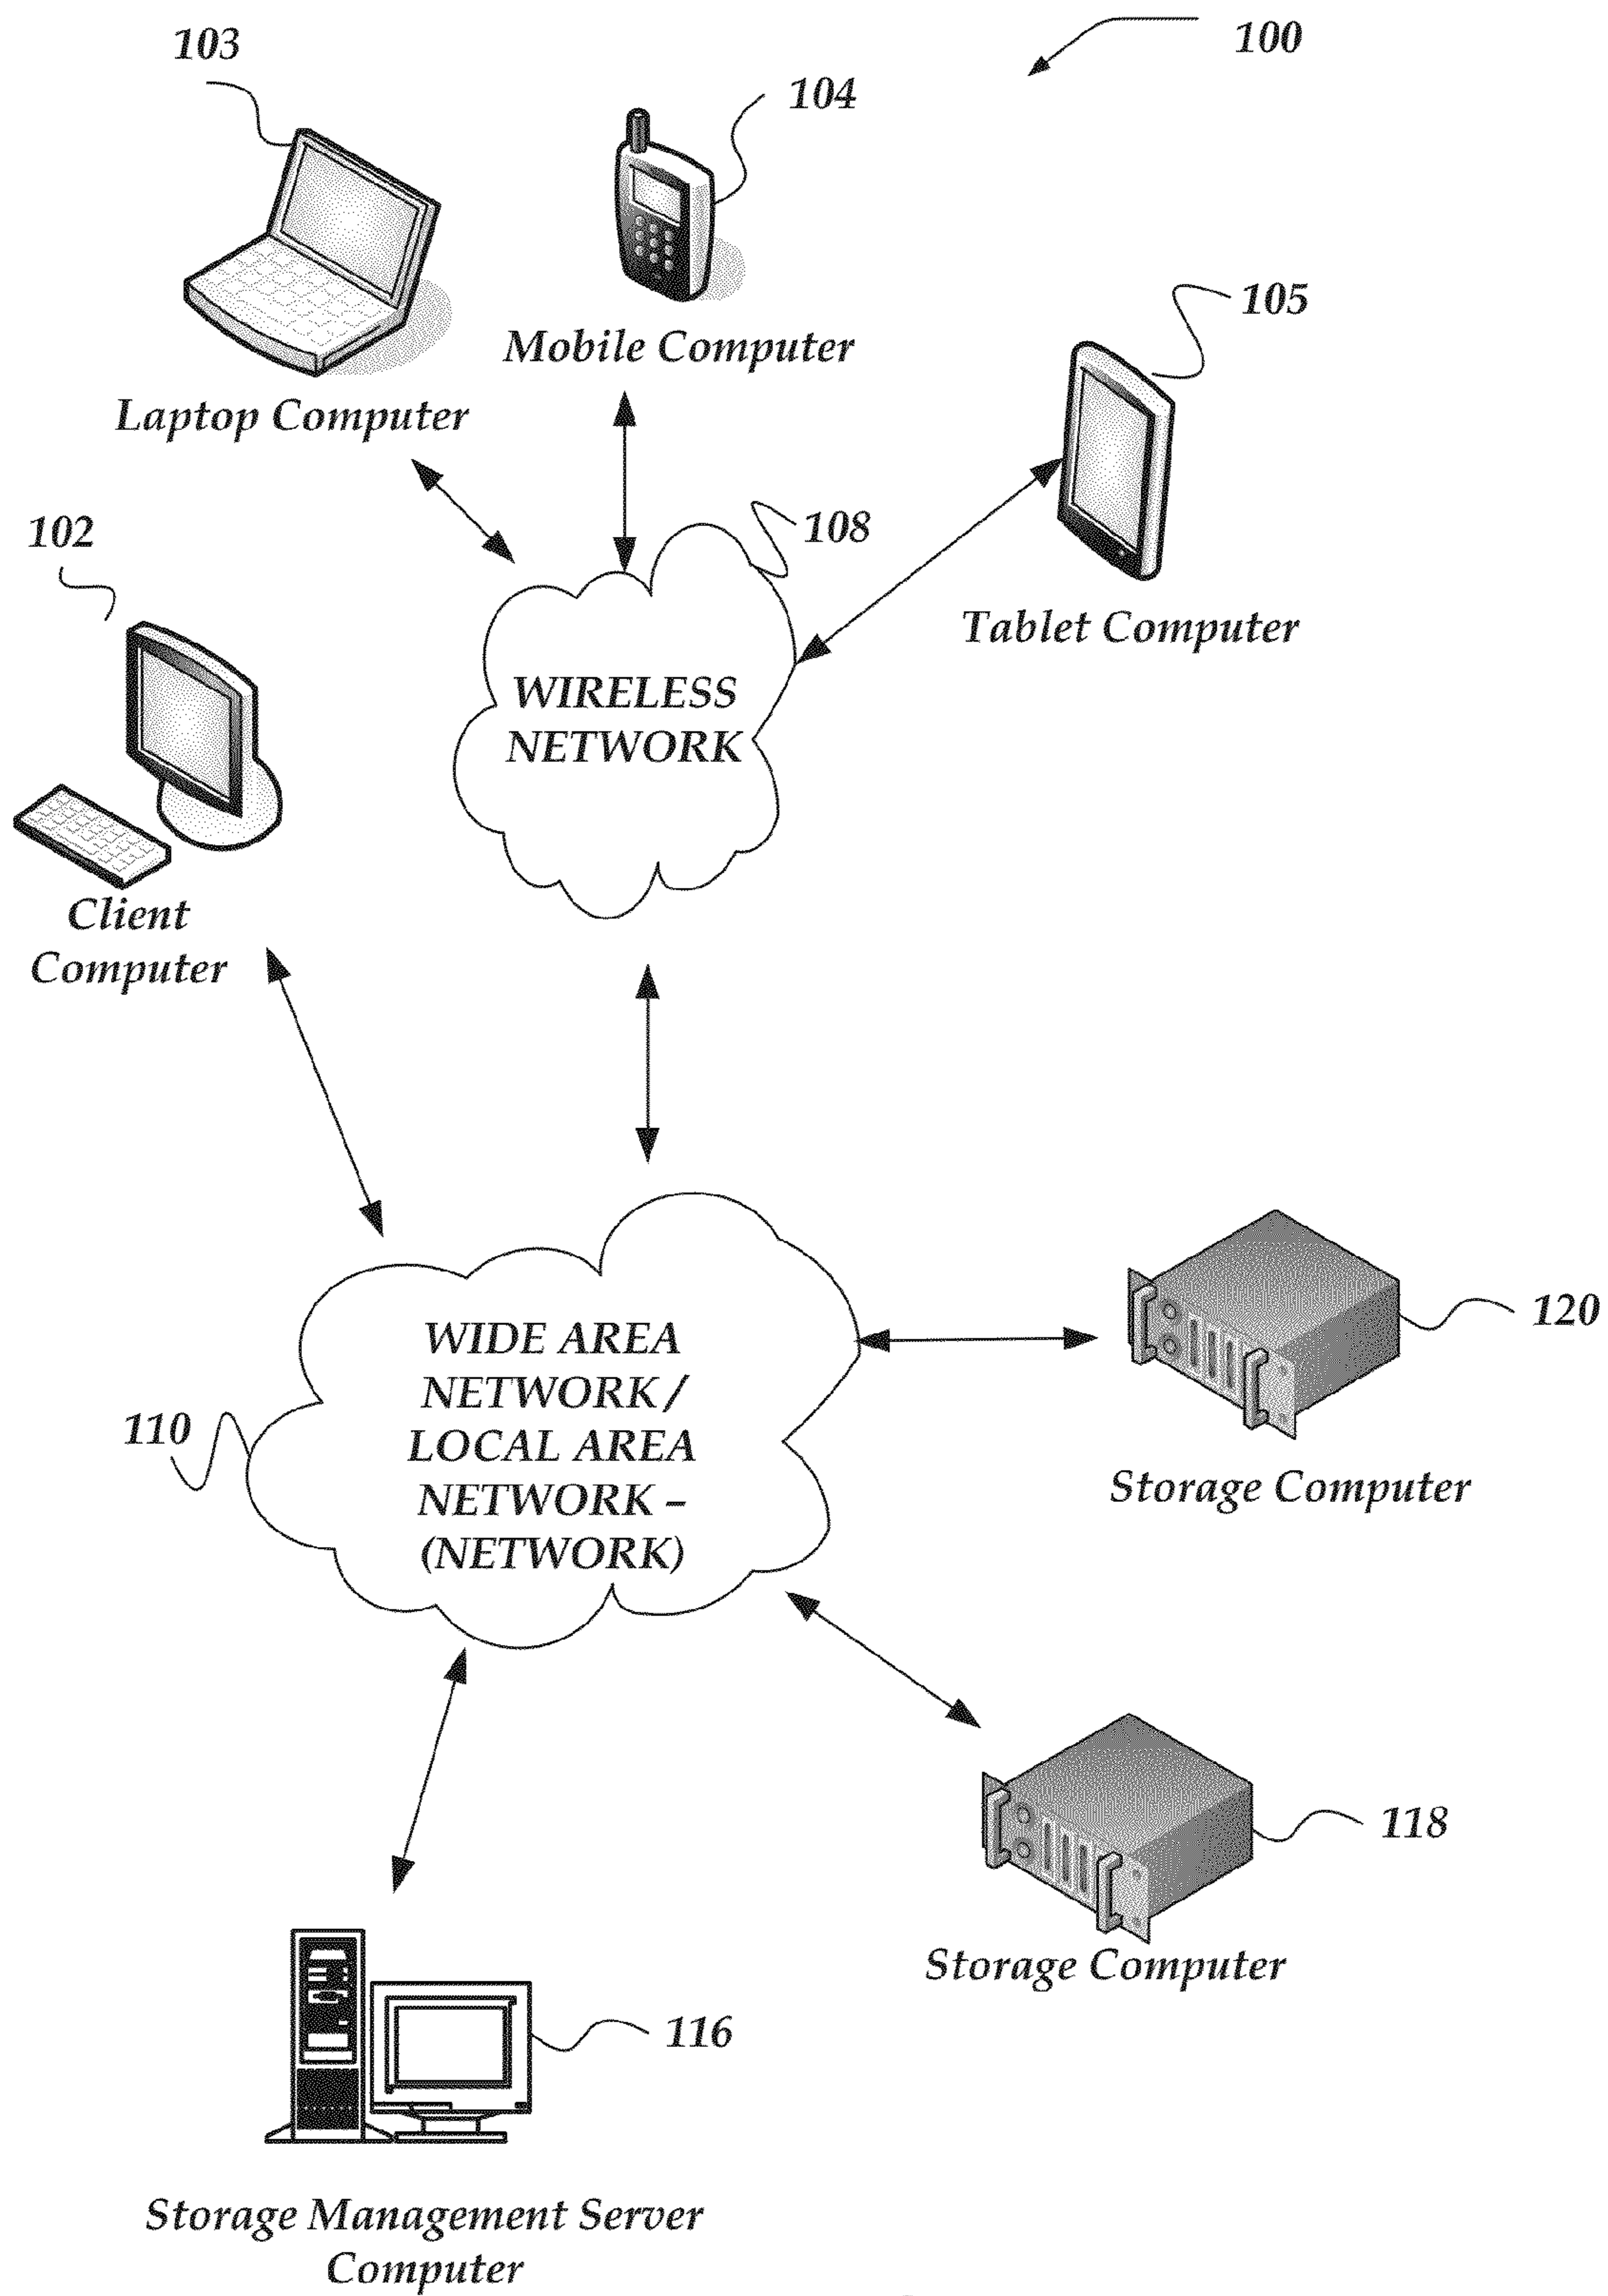 103
100
104
Mobile Computer
105
Laptop Computer
102
108
Tablet Computer
WIRELESS
NETWORK
Client
Computer
WIDE AREA
NETWORK /
LOCAL AREA
NETWORK –
(NETWORK)
110
120
Storage Computer
118
Storage Computer
116
Storage Management Server
Computer